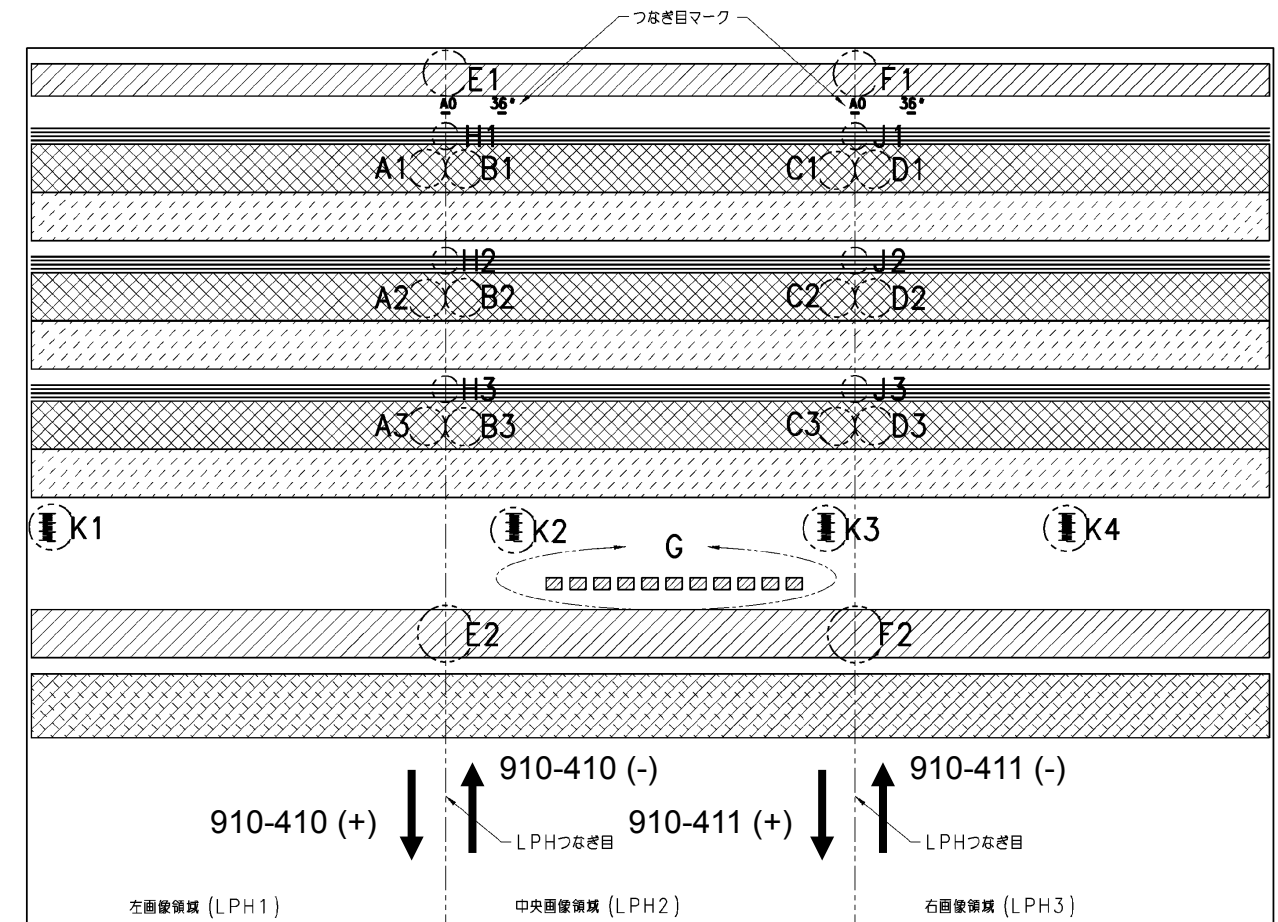 つなぎ目マーク
E1 F1
A0 36" A0 36"
H1 J1
A1 B1 C1 D1
H2 J2
A2 B2 C2 D2
H3 J3
A3 B3 C3 D3
K1 K2 K3 K4
G
E2 F2
910-410 (-) 910-411 (-)
910-410 (+) 910-411 (+)
LPHつなぎ目 LPHつなぎ目
左画像領域 (LPH1) 中央画像領域 (LPH2) 右画像領域 (LPH3)